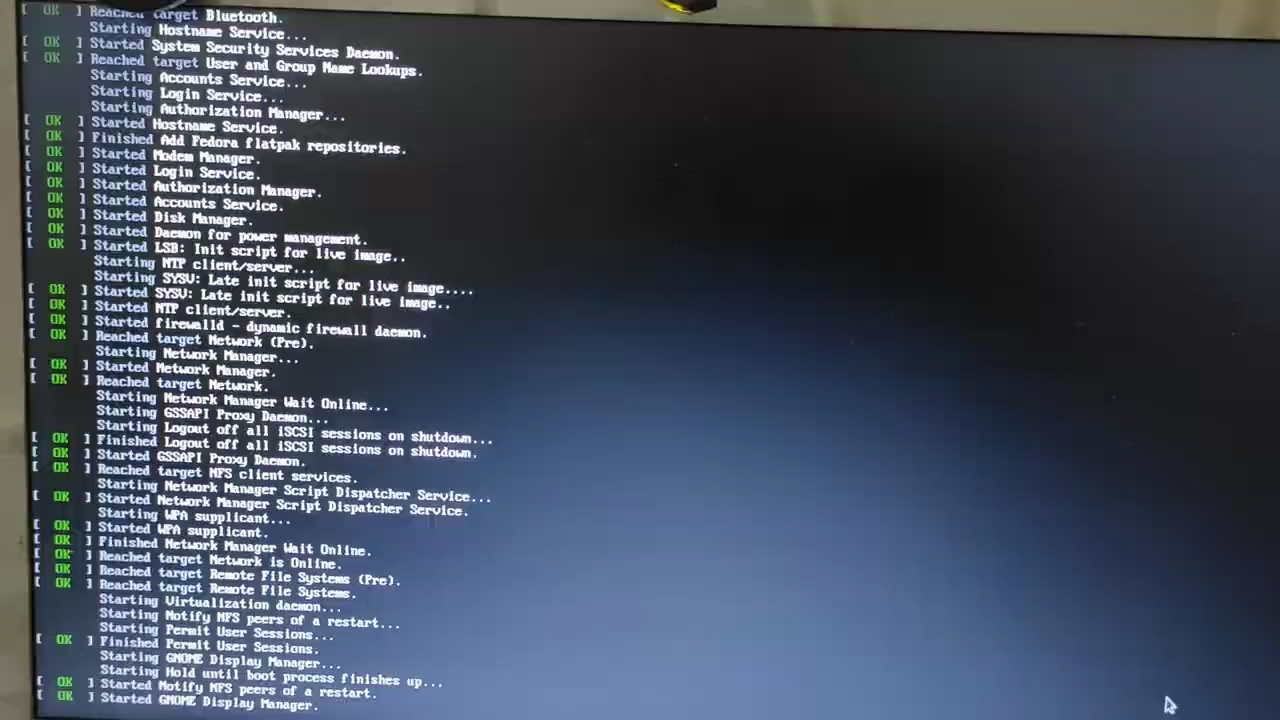 [ OK ] Reached target Bluetooth.
Starting Hostname Service...
[ OK ] Started System Security Services Daemon.
[ OK ] Reached target User and Group Name Lookups.
Starting Accounts Service...
Starting Login Service...
Starting Authorization Manager...
[ OK ] Started Hostname Service.
[ OK ] Finished Add Fedora flatpak repositories.
[ OK ] Started Modem Manager.
[ OK ] Started Login Service.
[ OK ] Started Authorization Manager.
[ OK ] Started Accounts Service.
[ OK ] Started Disk Manager.
[ OK ] Started Daemon for power management.
[ OK ] Started LSB: Init script for live image..
Starting NTP client/server...
Starting SYSV: Late init script for live image....
[ OK ] Started SYSV: Late init script for live image..
[ OK ] Started NTP client/server.
[ OK ] Started firewalld - dynamic firewall daemon.
[ OK ] Reached target Network (Pre).
Starting Network Manager...
[ OK ] Started Network Manager.
[ OK ] Reached target Network.
Starting Network Manager Wait Online...
Starting GSSAPI Proxy Daemon...
Starting Logout off all iSCSI sessions on shutdown...
[ OK ] Finished Logout off all iSCSI sessions on shutdown.
[ OK ] Started GSSAPI Proxy Daemon.
[ OK ] Reached target NFS client services.
Starting Network Manager Script Dispatcher Service...
[ OK ] Started Network Manager Script Dispatcher Service.
Starting WPA supplicant...
[ OK ] Started WPA supplicant.
[ OK ] Finished Network Manager Wait Online.
[ OK ] Reached target Network is Online.
[ OK ] Reached target Remote File Systems (Pre).
[ OK ] Reached target Remote File Systems.
Starting Virtualization daemon...
Starting Notify NFS peers of a restart...
Starting Permit User Sessions...
[ OK ] Finished Permit User Sessions.
Starting GNOME Display Manager...
Starting Hold until boot process finishes up...
[ OK ] Started Notify NFS peers of a restart.
[ OK ] Started GNOME Display Manager.